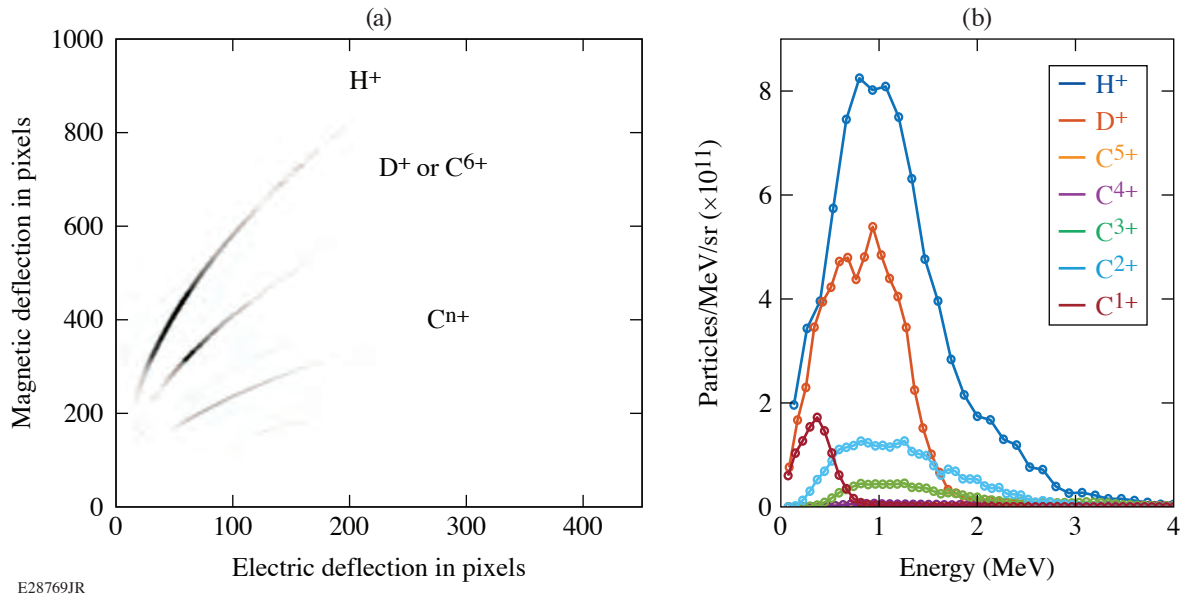 (a)
Magnetic deflection in pixels
1000
800
600
400
200
0
0 100 200 300 400
Electric deflection in pixels
H⁺
D⁺ or C⁶⁺
Cⁿ⁺
(b)
Particles/MeV/sr (×10¹¹)
8
6
4
2
0
0 1 2 3 4
Energy (MeV)
H⁺
D⁺
C⁵⁺
C⁴⁺
C³⁺
C²⁺
C¹⁺
E28769JR